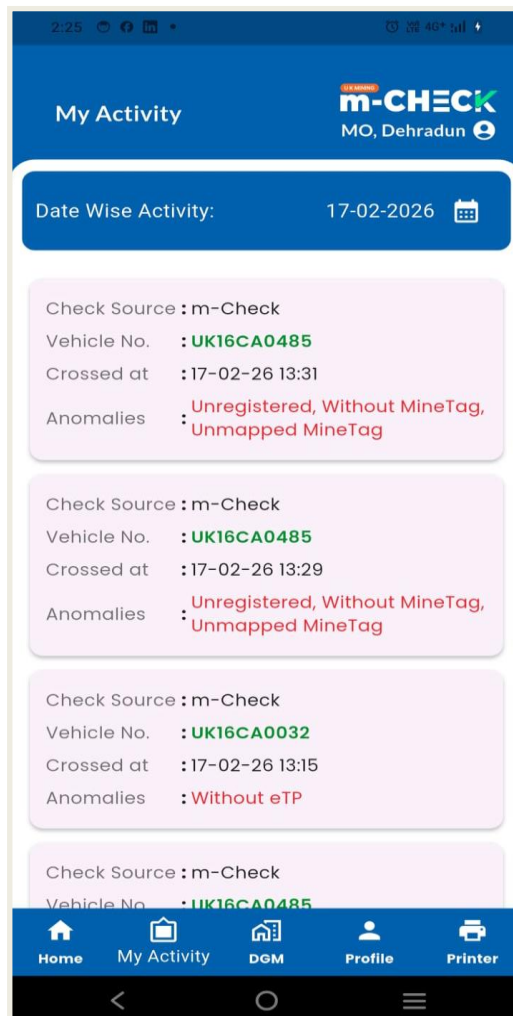 2:25
4G+
My Activity
UK MINING
m-CHECK
MO, Dehradun
Date Wise Activity: 17-02-2026
Check Source : m-Check
Vehicle No. : UK16CA0485
Crossed at : 17-02-26 13:31
Anomalies : Unregistered, Without MineTag,
Unmapped MineTag
Check Source : m-Check
Vehicle No. : UK16CA0485
Crossed at : 17-02-26 13:29
Anomalies : Unregistered, Without MineTag,
Unmapped MineTag
Check Source : m-Check
Vehicle No. : UK16CA0032
Crossed at : 17-02-26 13:15
Anomalies : Without eTP
Check Source : m-Check
Vehicle No. : UK16CA0485
Home My Activity DGM Profile Printer